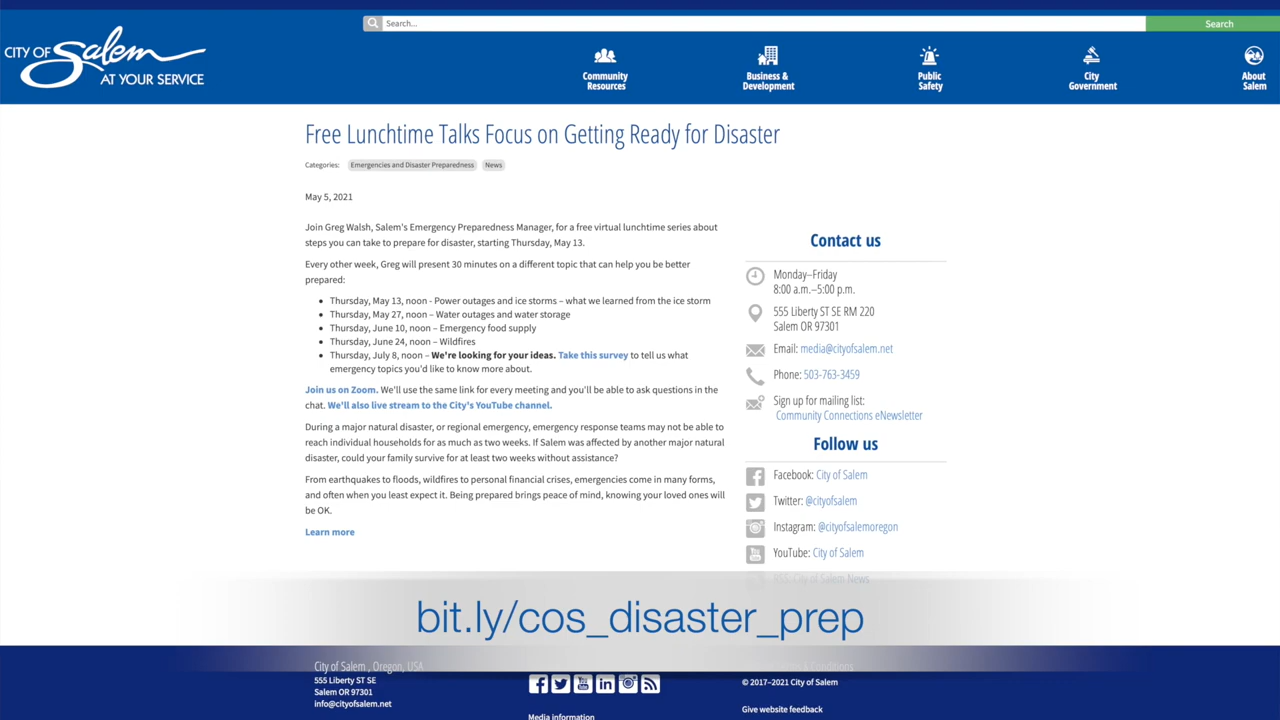 Search...
Search
CITY OF Salem
AT YOUR SERVICE
Community
Resources
Business &
Development
Public
Safety
City
Government
About
Salem
Free Lunchtime Talks Focus on Getting Ready for Disaster
Categories: Emergencies and Disaster Preparedness News
May 5, 2021
Join Greg Walsh, Salem's Emergency Preparedness Manager, for a free virtual lunchtime series about
steps you can take to prepare for disaster, starting Thursday, May 13.
Every other week, Greg will present 30 minutes on a different topic that can help you be better
prepared:
• Thursday, May 13, noon - Power outages and ice storms – what we learned from the ice storm
• Thursday, May 27, noon – Water outages and water storage
• Thursday, June 10, noon – Emergency food supply
• Thursday, June 24, noon – Wildfires
• Thursday, July 8, noon – We're looking for your ideas. Take this survey to tell us what
emergency topics you'd like to know more about.
Join us on Zoom. We'll use the same link for every meeting and you'll be able to ask questions in the
chat. We'll also live stream to the City's YouTube channel.
During a major natural disaster, or regional emergency, emergency response teams may not be able to
reach individual households for as much as two weeks. If Salem was affected by another major natural
disaster, could your family survive for at least two weeks without assistance?
From earthquakes to floods, wildfires to personal financial crises, emergencies come in many forms,
and often when you least expect it. Being prepared brings peace of mind, knowing your loved ones will
be OK.
Learn more
Contact us
Monday–Friday
8:00 a.m.–5:00 p.m.
555 Liberty ST SE RM 220
Salem OR 97301
Email: media@cityofsalem.net
Phone: 503-763-3459
Sign up for mailing list:
Community Connections eNewsletter
Follow us
Facebook: City of Salem
Twitter: @cityofsalem
Instagram: @cityofsalemoregon
YouTube: City of Salem
RSS: City of Salem News
bit.ly/cos_disaster_prep
City of Salem , Oregon, USA
555 Liberty ST SE
Salem OR 97301
info@cityofsalem.net
Media information
& Conditions
© 2017–2021 City of Salem
Give website feedback